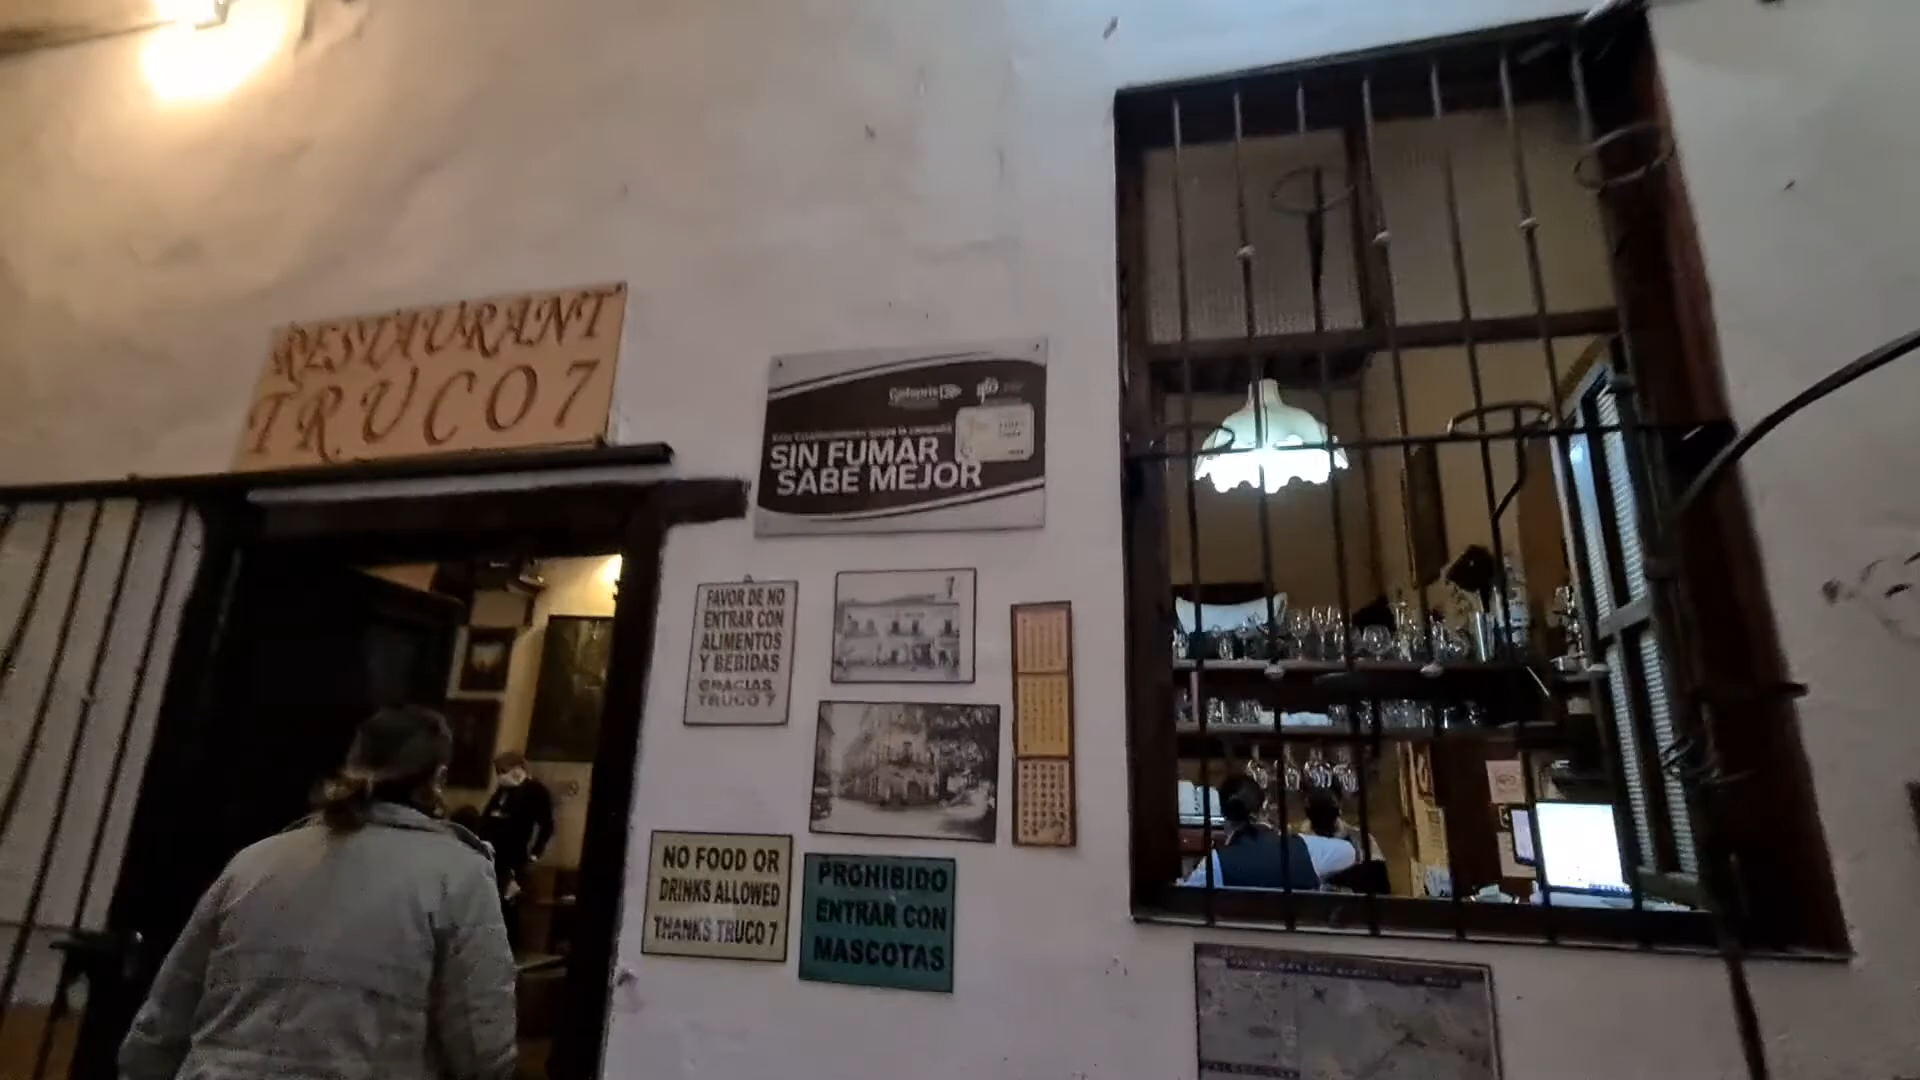 RESTAURANT
TRUCO 7
SIN FUMAR
SABE MEJOR
FAVOR DE NO
ENTRAR CON
ALIMENTOS
Y BEBIDAS
GRACIAS
TRUCO 7
NO FOOD OR
DRINKS ALLOWED
THANKS TRUCO 7
PROHIBIDO
ENTRAR CON
MASCOTAS